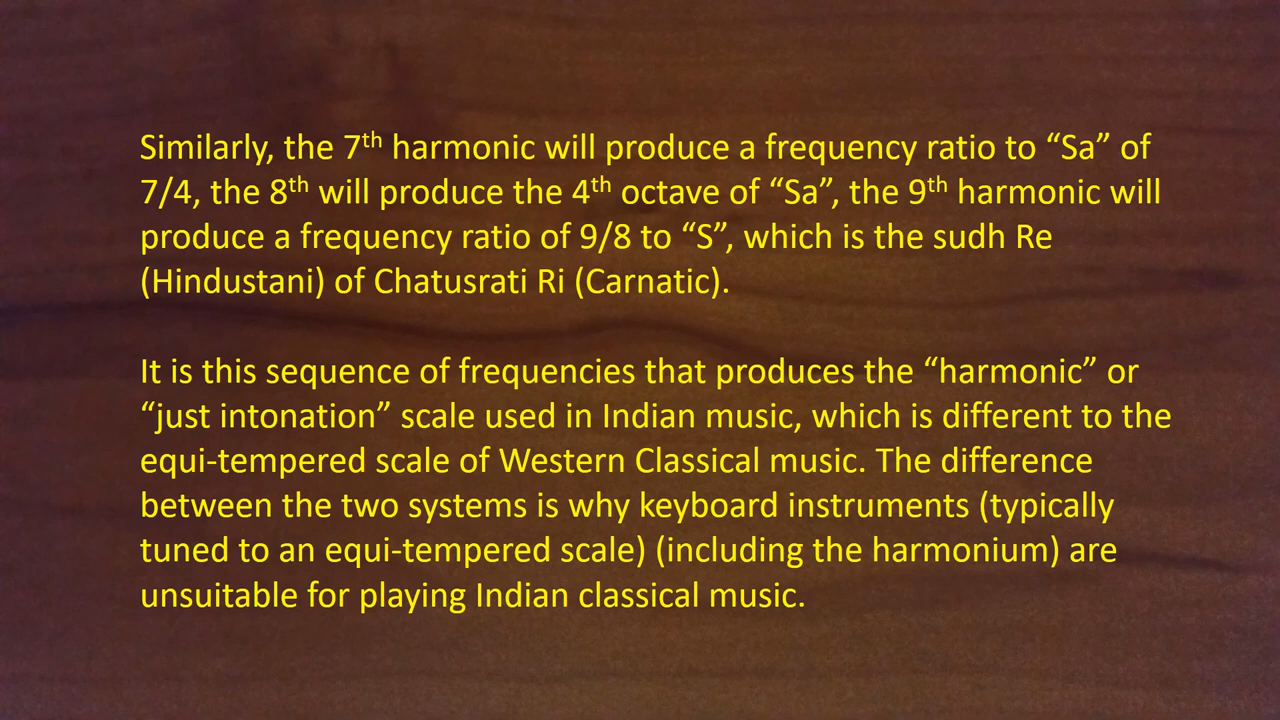 Similarly, the 7th harmonic will produce a frequency ratio to “Sa” of
7/4, the 8th will produce the 4th octave of “Sa”, the 9th harmonic will
produce a frequency ratio of 9/8 to “S”, which is the sudh Re
(Hindustani) of Chatusrati Ri (Carnatic).
It is this sequence of frequencies that produces the “harmonic” or
“just intonation” scale used in Indian music, which is different to the
equi-tempered scale of Western Classical music. The difference
between the two systems is why keyboard instruments (typically
tuned to an equi-tempered scale) (including the harmonium) are
unsuitable for playing Indian classical music.